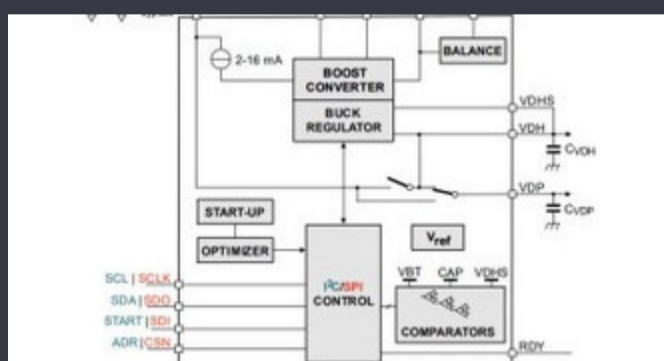 2-16 mA
BALANCE
BOOST
CONVERTER
BUCK
REGULATOR
VDHS
VDH
CVDH
VDP
CVDP
START-UP
OPTIMIZER
Vref
SCL | SCLK
SDA | SDO
START | SDI
ADR | CSN
I²C/SPI
CONTROL
VBT CAP VDHS
COMPARATORS
RDY